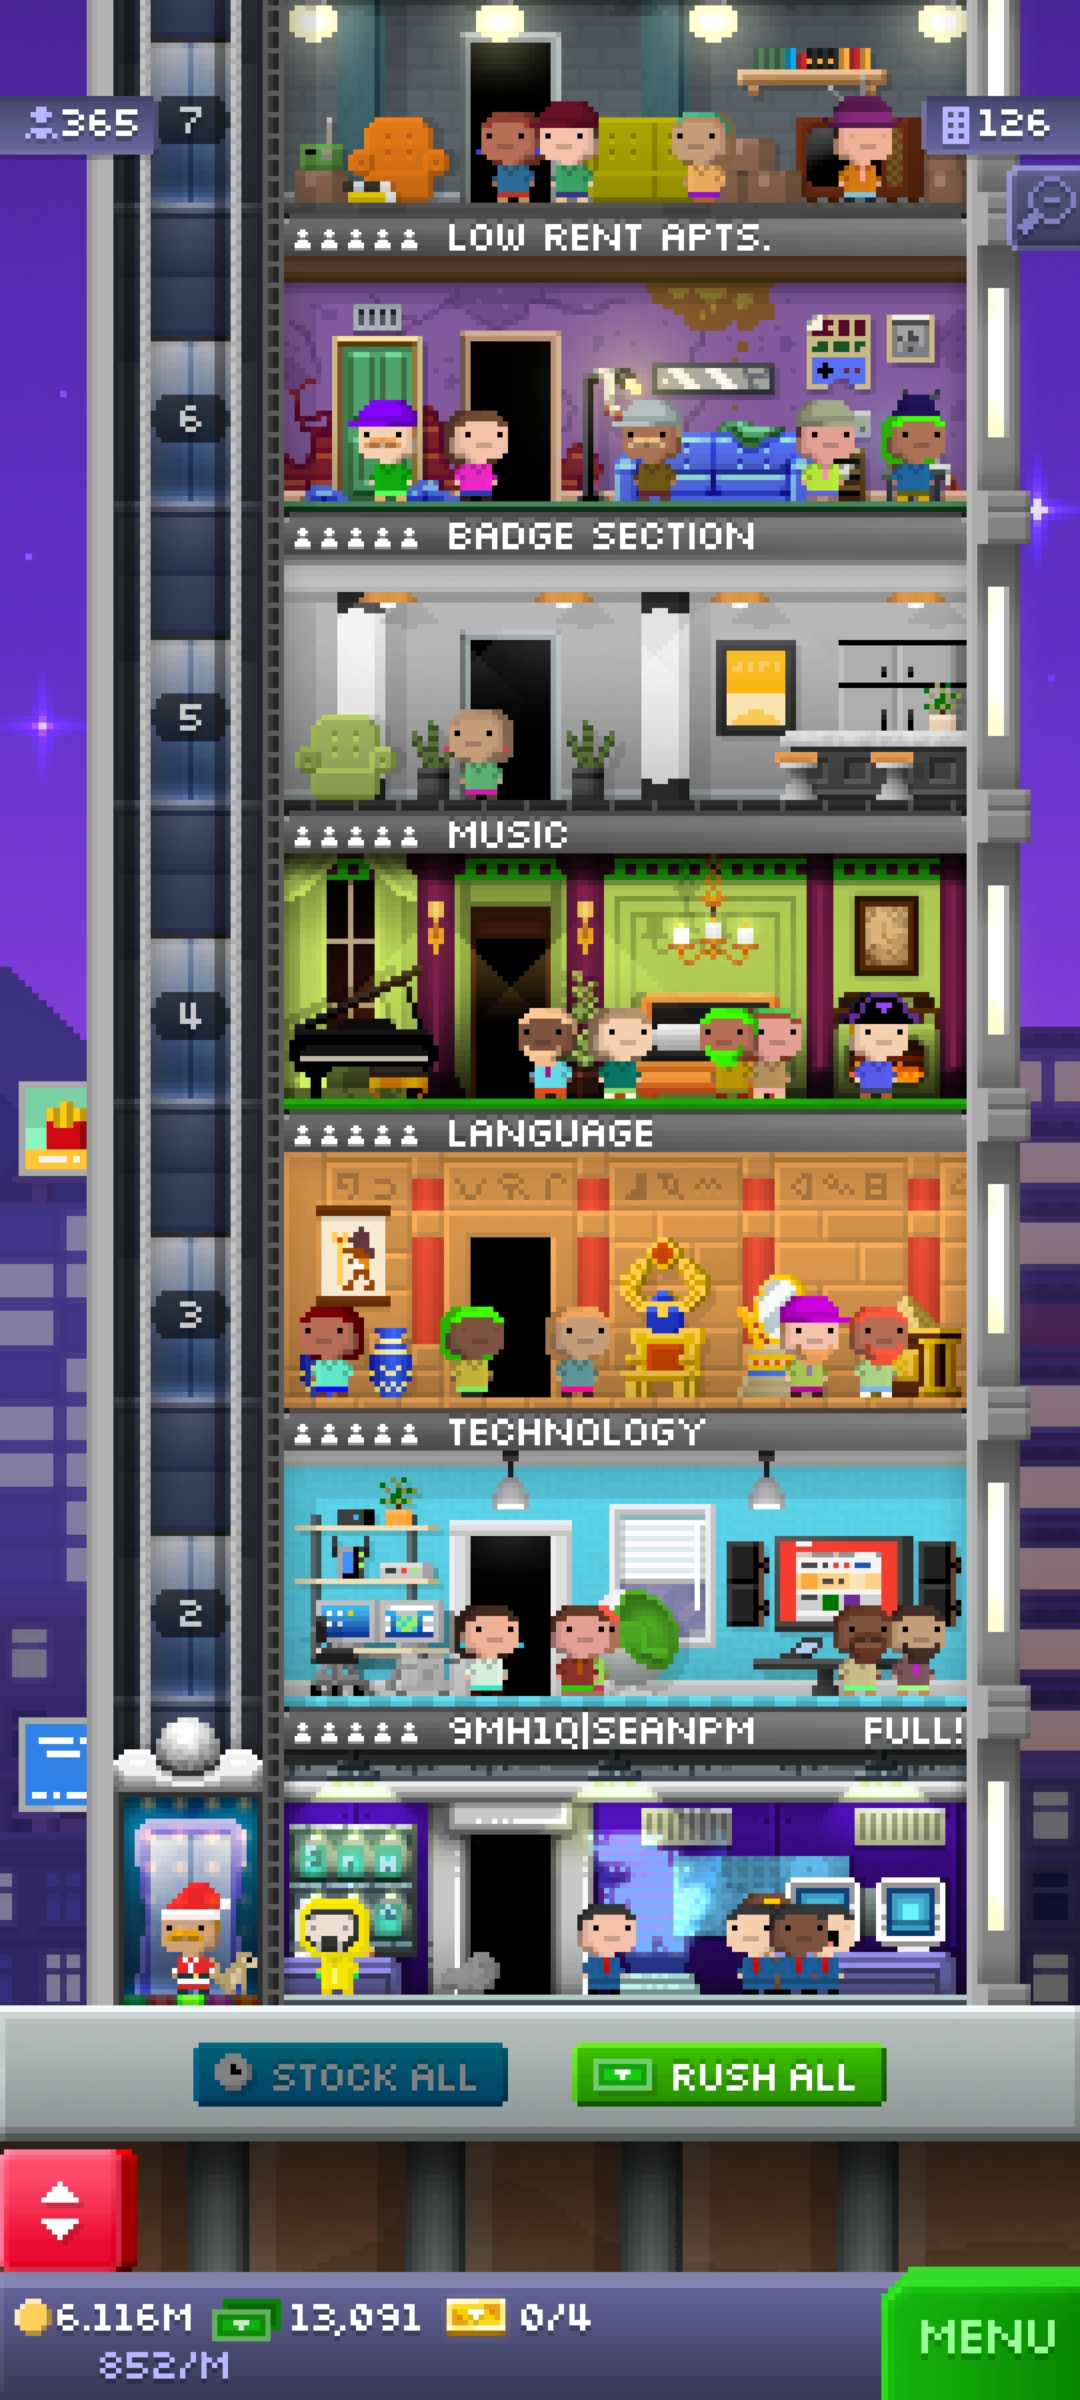 7
365
126
LOW RENT APTS.
6
BADGE SECTION
5
MUSIC
4
LANGUAGE
3
TECHNOLOGY
2
9MH1Q|SEANPM FULL!
STOCK ALL
RUSH ALL
6.116M 13,091 0/4
852/M
MENU